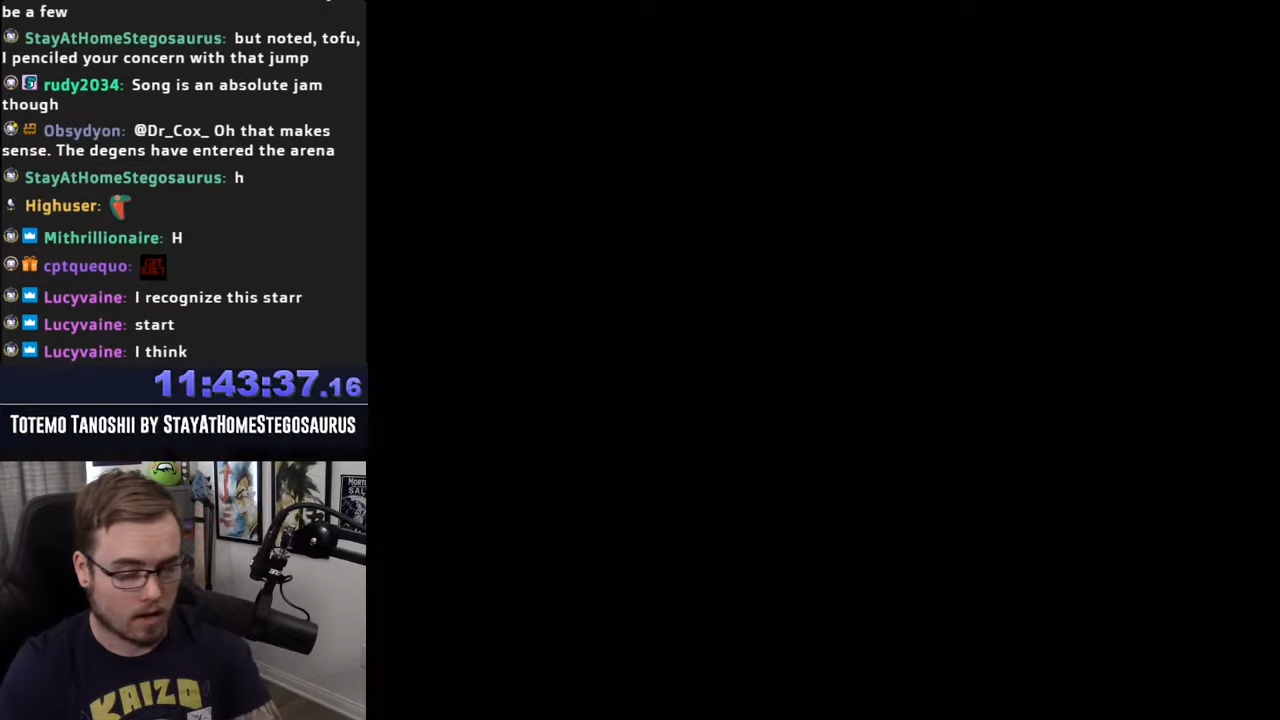 be a few
StayAtHomeStegosaurus: but noted, tofu,
I penciled your concern with that jump
rudy2034: Song is an absolute jam
though
Obsydyon: @Dr_Cox_ Oh that makes
sense. The degens have entered the arena
StayAtHomeStegosaurus: h
Highuser:
Mithrillionaire: H
cptquequo:
Lucyvaine: I recognize this starr
Lucyvaine: start
Lucyvaine: I think
11:43:37.16
TOTEMO TANOSHII BY STAYATHOMESTEGOSAURUS
KAIZO